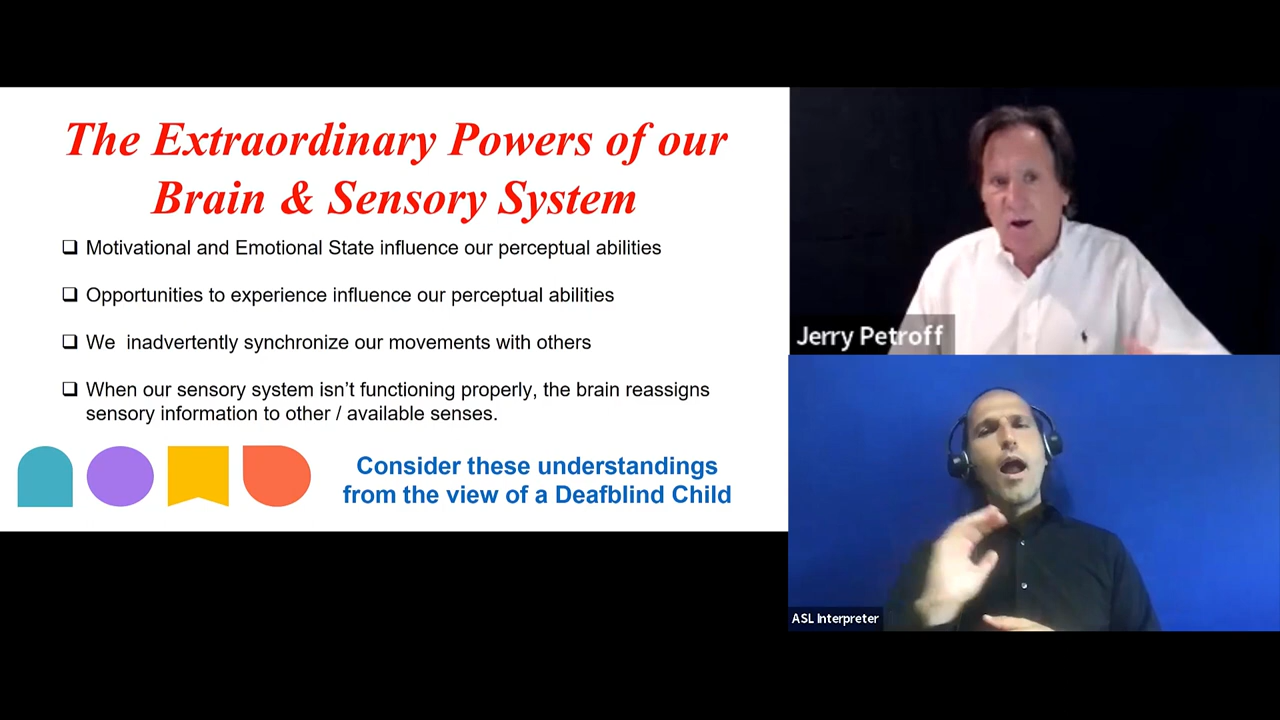 The Extraordinary Powers of our
Brain & Sensory System
❑ Motivational and Emotional State influence our perceptual abilities
❑ Opportunities to experience influence our perceptual abilities
❑ We  inadvertently synchronize our movements with others
❑ When our sensory system isn’t functioning properly, the brain reassigns
sensory information to other / available senses.
Consider these understandings
from the view of a Deafblind Child
Jerry Petroff
ASL Interpreter